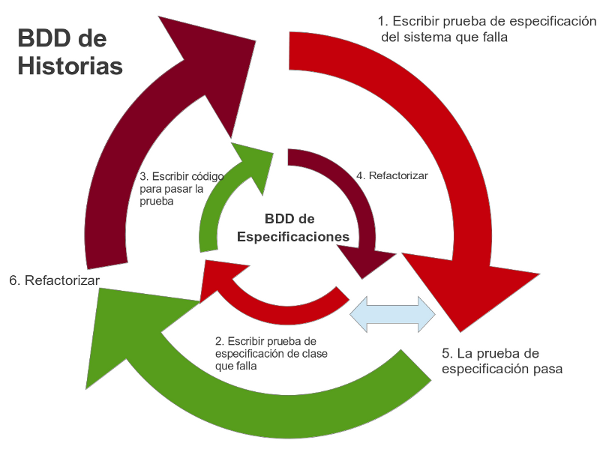 BDD de
Historias
1. Escribir prueba de especificación
del sistema que falla
3. Escribir código
para pasar la
prueba
4. Refactorizar
BDD de
Especificaciones
6. Refactorizar
2. Escribir prueba de
especificación de clase
que falla
5. La prueba de
especificación pasa